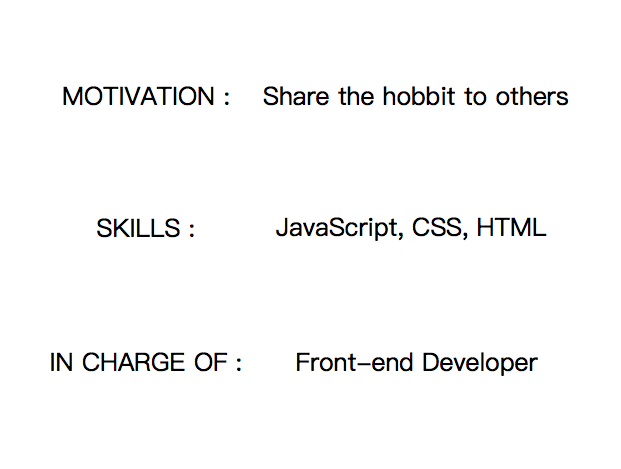 MOTIVATION : Share the hobbit to others
SKILLS : JavaScript, CSS, HTML
IN CHARGE OF : Front-end Developer